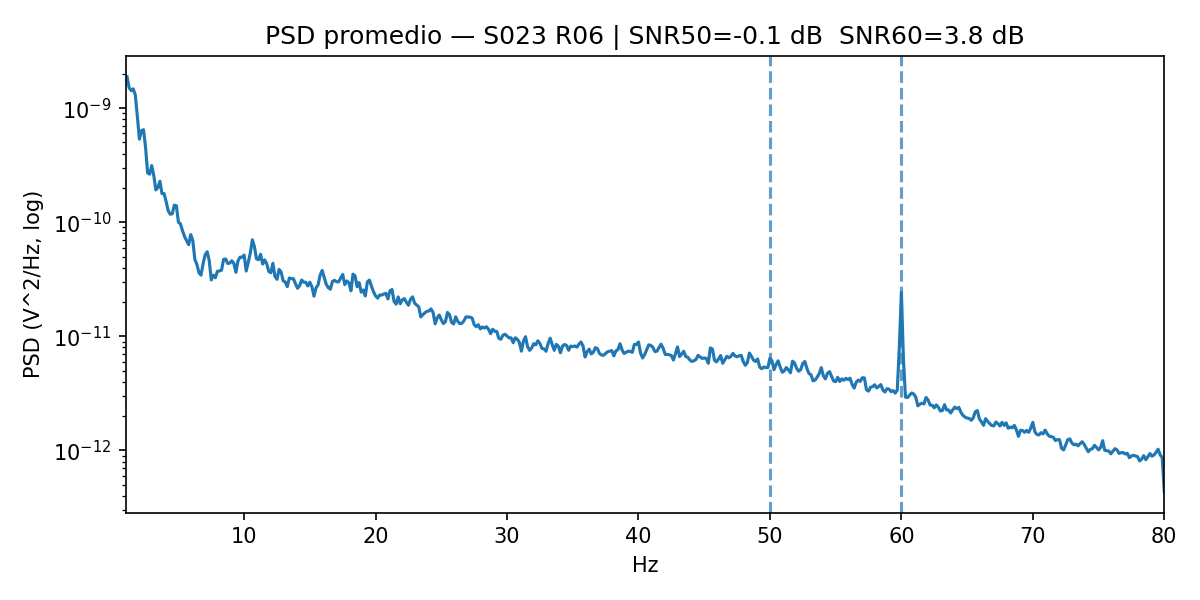 PSD promedio — S023 R06 | SNR50=-0.1 dB  SNR60=3.8 dB
PSD (V^2/Hz, log)
10⁻⁹
10⁻¹⁰
10⁻¹¹
10⁻¹²
10 20 30 40 50 60 70 80
Hz